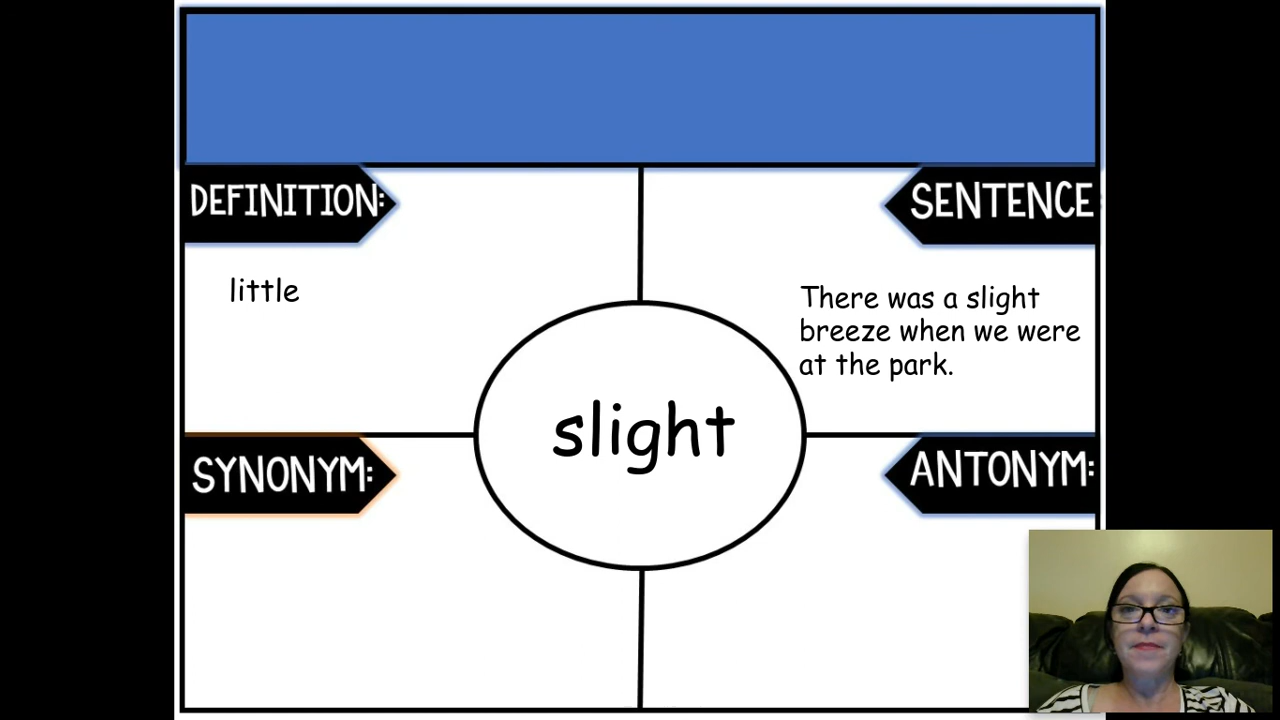 DEFINITION:
SENTENCE
little
There was a slight
breeze when we were
at the park.
slight
SYNONYM:
ANTONYM: